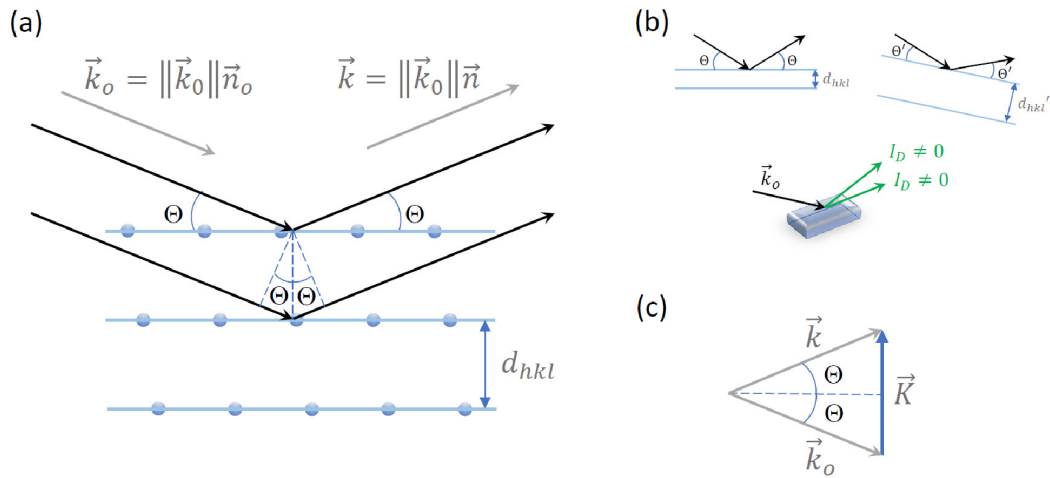 (a)
k⃗ₒ = ‖k⃗₀‖n⃗ₒ
k⃗ = ‖k⃗₀‖n⃗
Θ
Θ
Θ Θ
d_hkl
(b)
Θ
Θ
d_hkl
Θ′
Θ′
d_hkl′
k⃗ₒ
I_D ≠ 0
I_D ≠ 0
(c)
k⃗
Θ
Θ
K⃗
k⃗ₒ